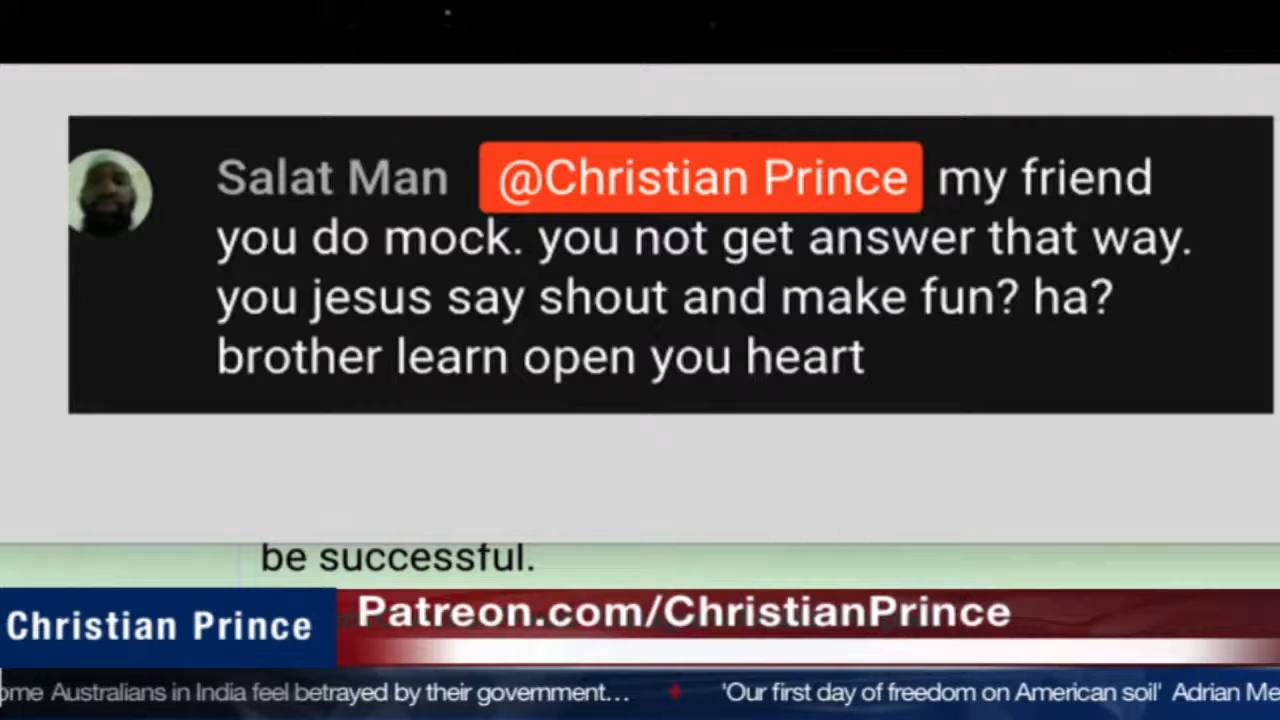 Salat Man @Christian Prince my friend
you do mock. you not get answer that way.
you jesus say shout and make fun? ha?
brother learn open you heart
be successful.
Christian Prince
Patreon.com/ChristianPrince
ome Australians in India feel betrayed by their government... 'Our first day of freedom on American soil' Adrian Me